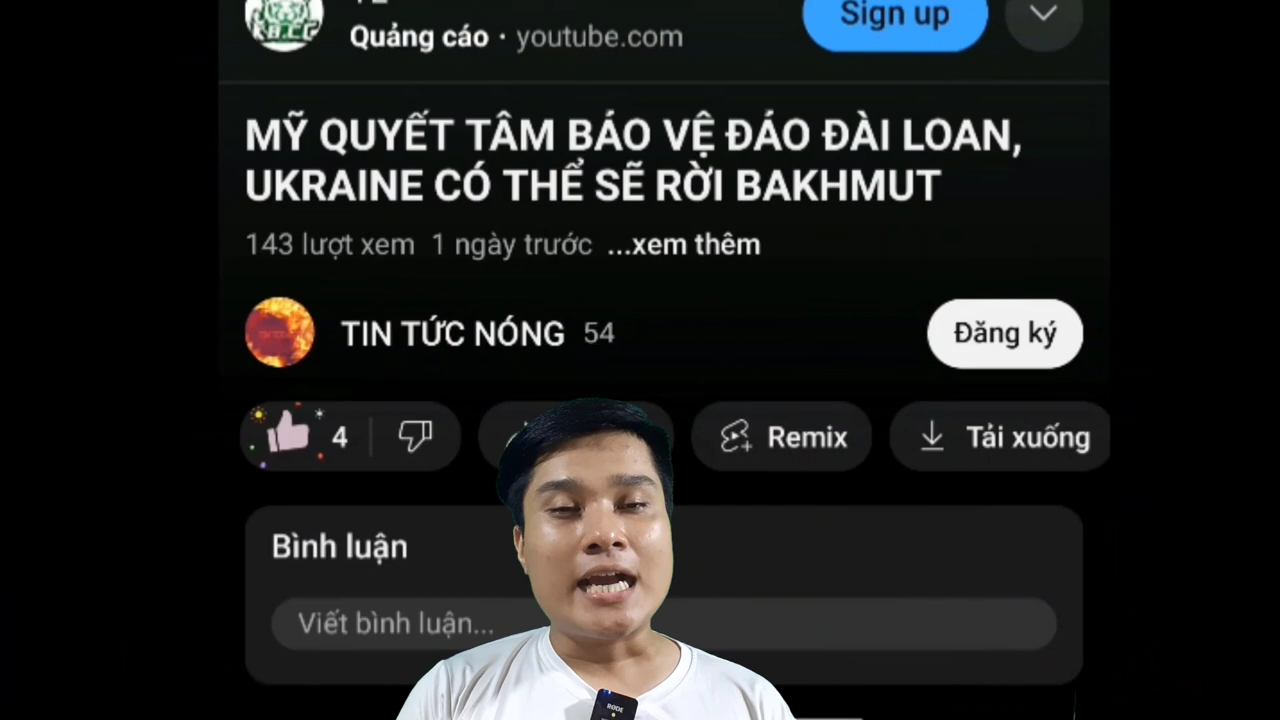 Sign up
Quảng cáo · youtube.com
MỸ QUYẾT TÂM BẢO VỆ ĐẢO ĐÀI LOAN,
UKRAINE CÓ THỂ SẼ RỜI BAKHMUT
143 lượt xem 1 ngày trước ...xem thêm
TIN TỨC NÓNG 54
Đăng ký
4
Remix
Tải xuống
Bình luận
Viết bình luận...
RØDE